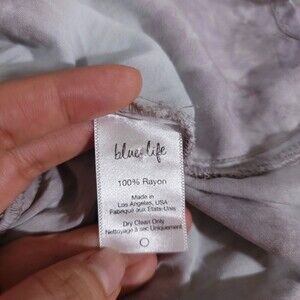 blue life
100% Rayon
Made in
Los Angeles, USA
Fabriqué aux États-Unis
Dry Clean Only
Nettoyage à sec Uniquement